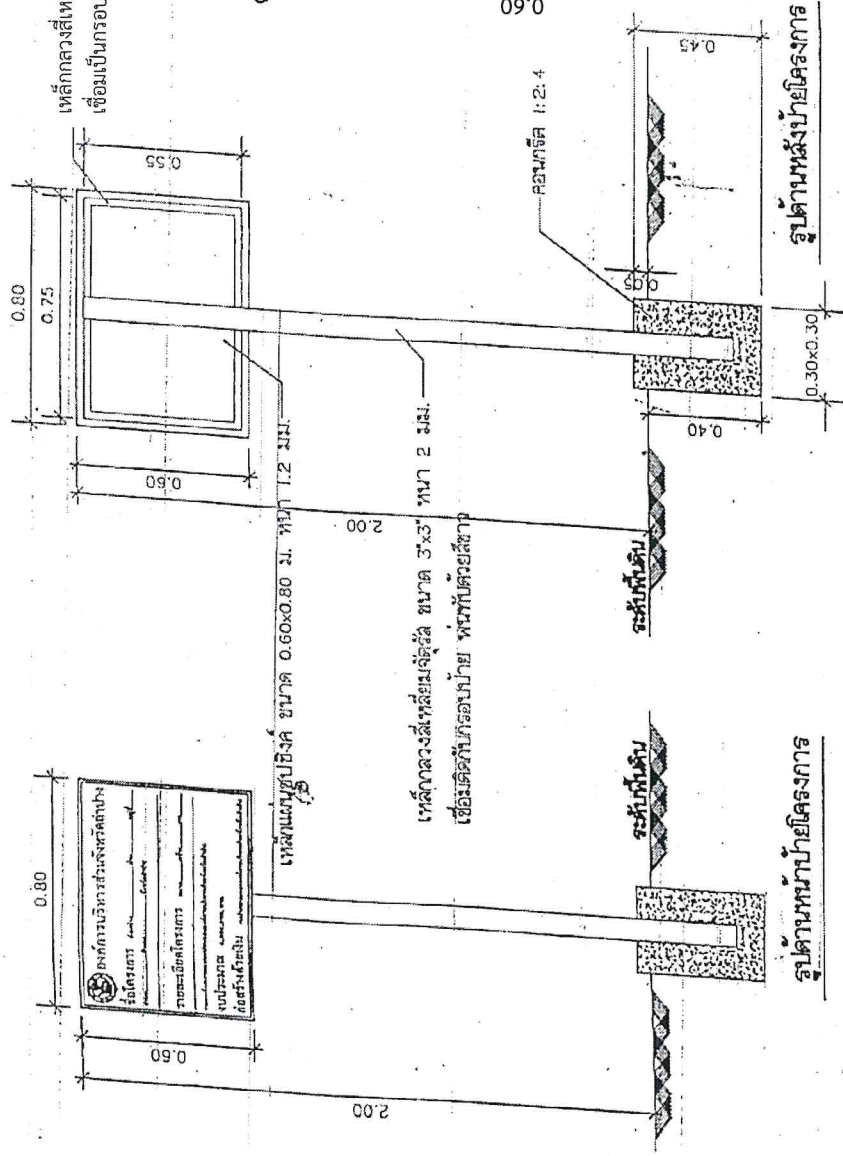 0.80
องค์การบริหารส่วนจังหวัดลำปาง
ชื่อโครงการ
รายละเอียดโครงการ
งบประมาณ
ก่อสร้างด้วยเงิน
0.60
2.00
ระดับพื้นดิน
รูปด้านหน้าป้ายโครงการ
0.80
0.75
เหล็กกลวงสี่เห
เชื่อมเป็นกรอบ
0.55
0.60
2.00
เหล็กแผ่นชุบซิงค์ ขนาด 0.60x0.80 ม. หนา 1.2 มม.
เหล็กกลวงสี่เหลี่ยมจัตุรัส ขนาด 3"x3" หนา 2 มม.
เชื่อมติดกับกรอบป้าย พ่นทับด้วยสีขาว
คอนกรีต 1:2:4
0.60
ระดับพื้นดิน
0.05
0.45
0.40
0.30x0.30
รูปด้านหลังป้ายโครงการ